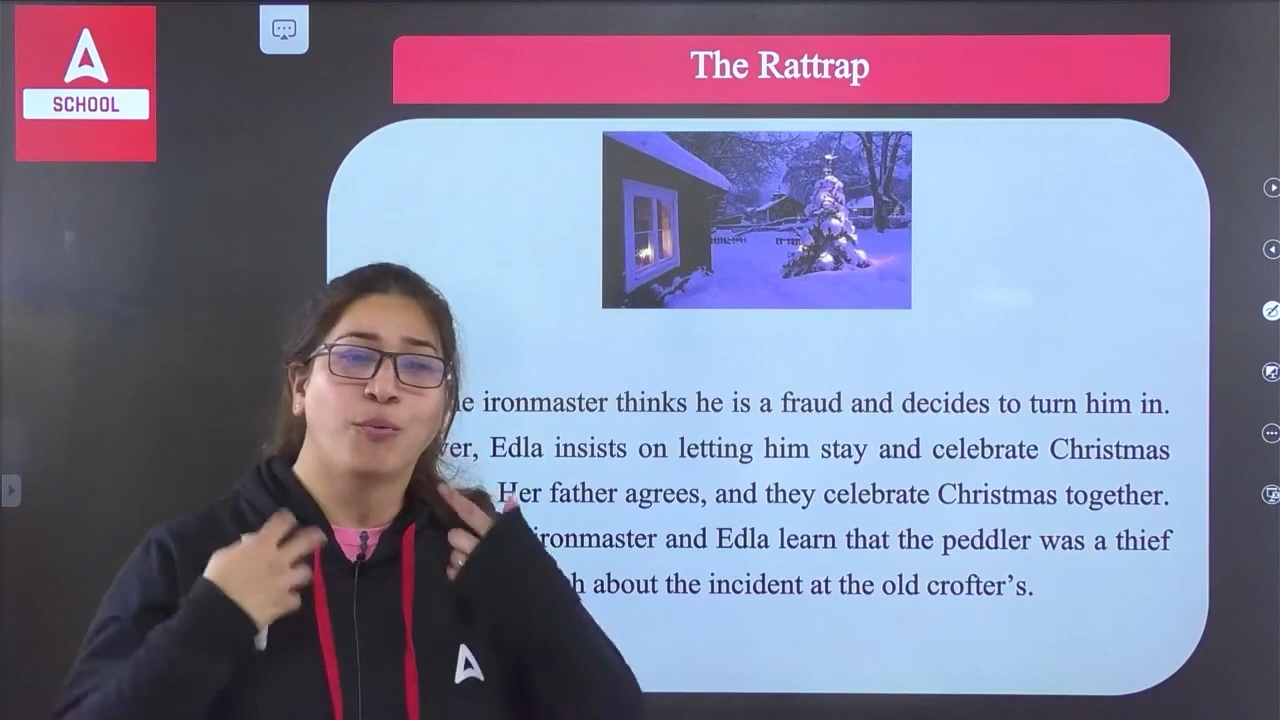 SCHOOL
The Rattrap
ironmaster thinks he is a fraud and decides to turn him in.
Edla insists on letting him stay and celebrate Christmas
Her father agrees, and they celebrate Christmas together.
ironmaster and Edla learn that the peddler was a thief
about the incident at the old crofter's.